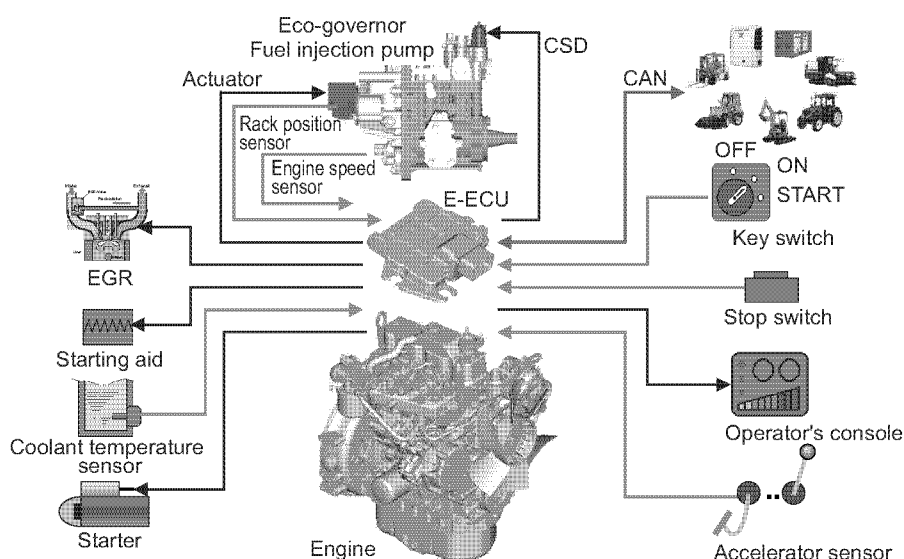 Eco-governor
Fuel injection pump
CSD
Actuator
CAN
Rack position
sensor
Engine speed
sensor
OFF
ON
START
E-ECU
Key switch
EGR
Stop switch
Starting aid
Operator's console
Coolant temperature
sensor
Starter
Engine
Accelerator sensor